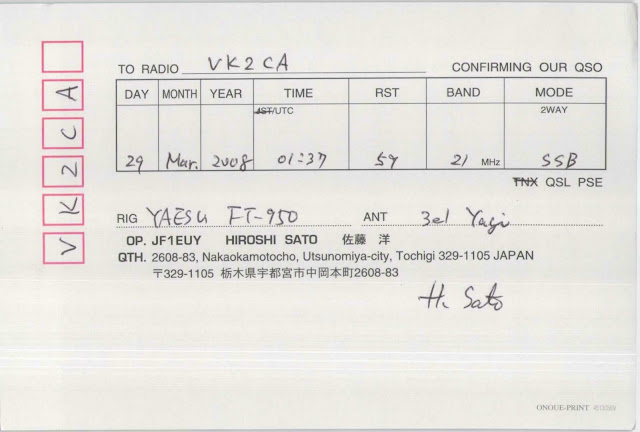 VK2CA
TO RADIO VK2CA CONFIRMING OUR QSO
DAY MONTH YEAR TIME RST BAND MODE
JST/UTC 2WAY
29 Mar. 2008 01:37 59 21 MHz SSB
TNX QSL PSE
RIG YAESU FT-950 ANT 3el Yagi
OP. JF1EUY HIROSHI SATO 佐藤 洋
QTH. 2608-83, Nakaokamotocho, Utsunomiya-city, Tochigi 329-1105 JAPAN
〒329-1105 栃木県宇都宮市中岡本町2608-83
H. Sato
ONOUE-PRINT